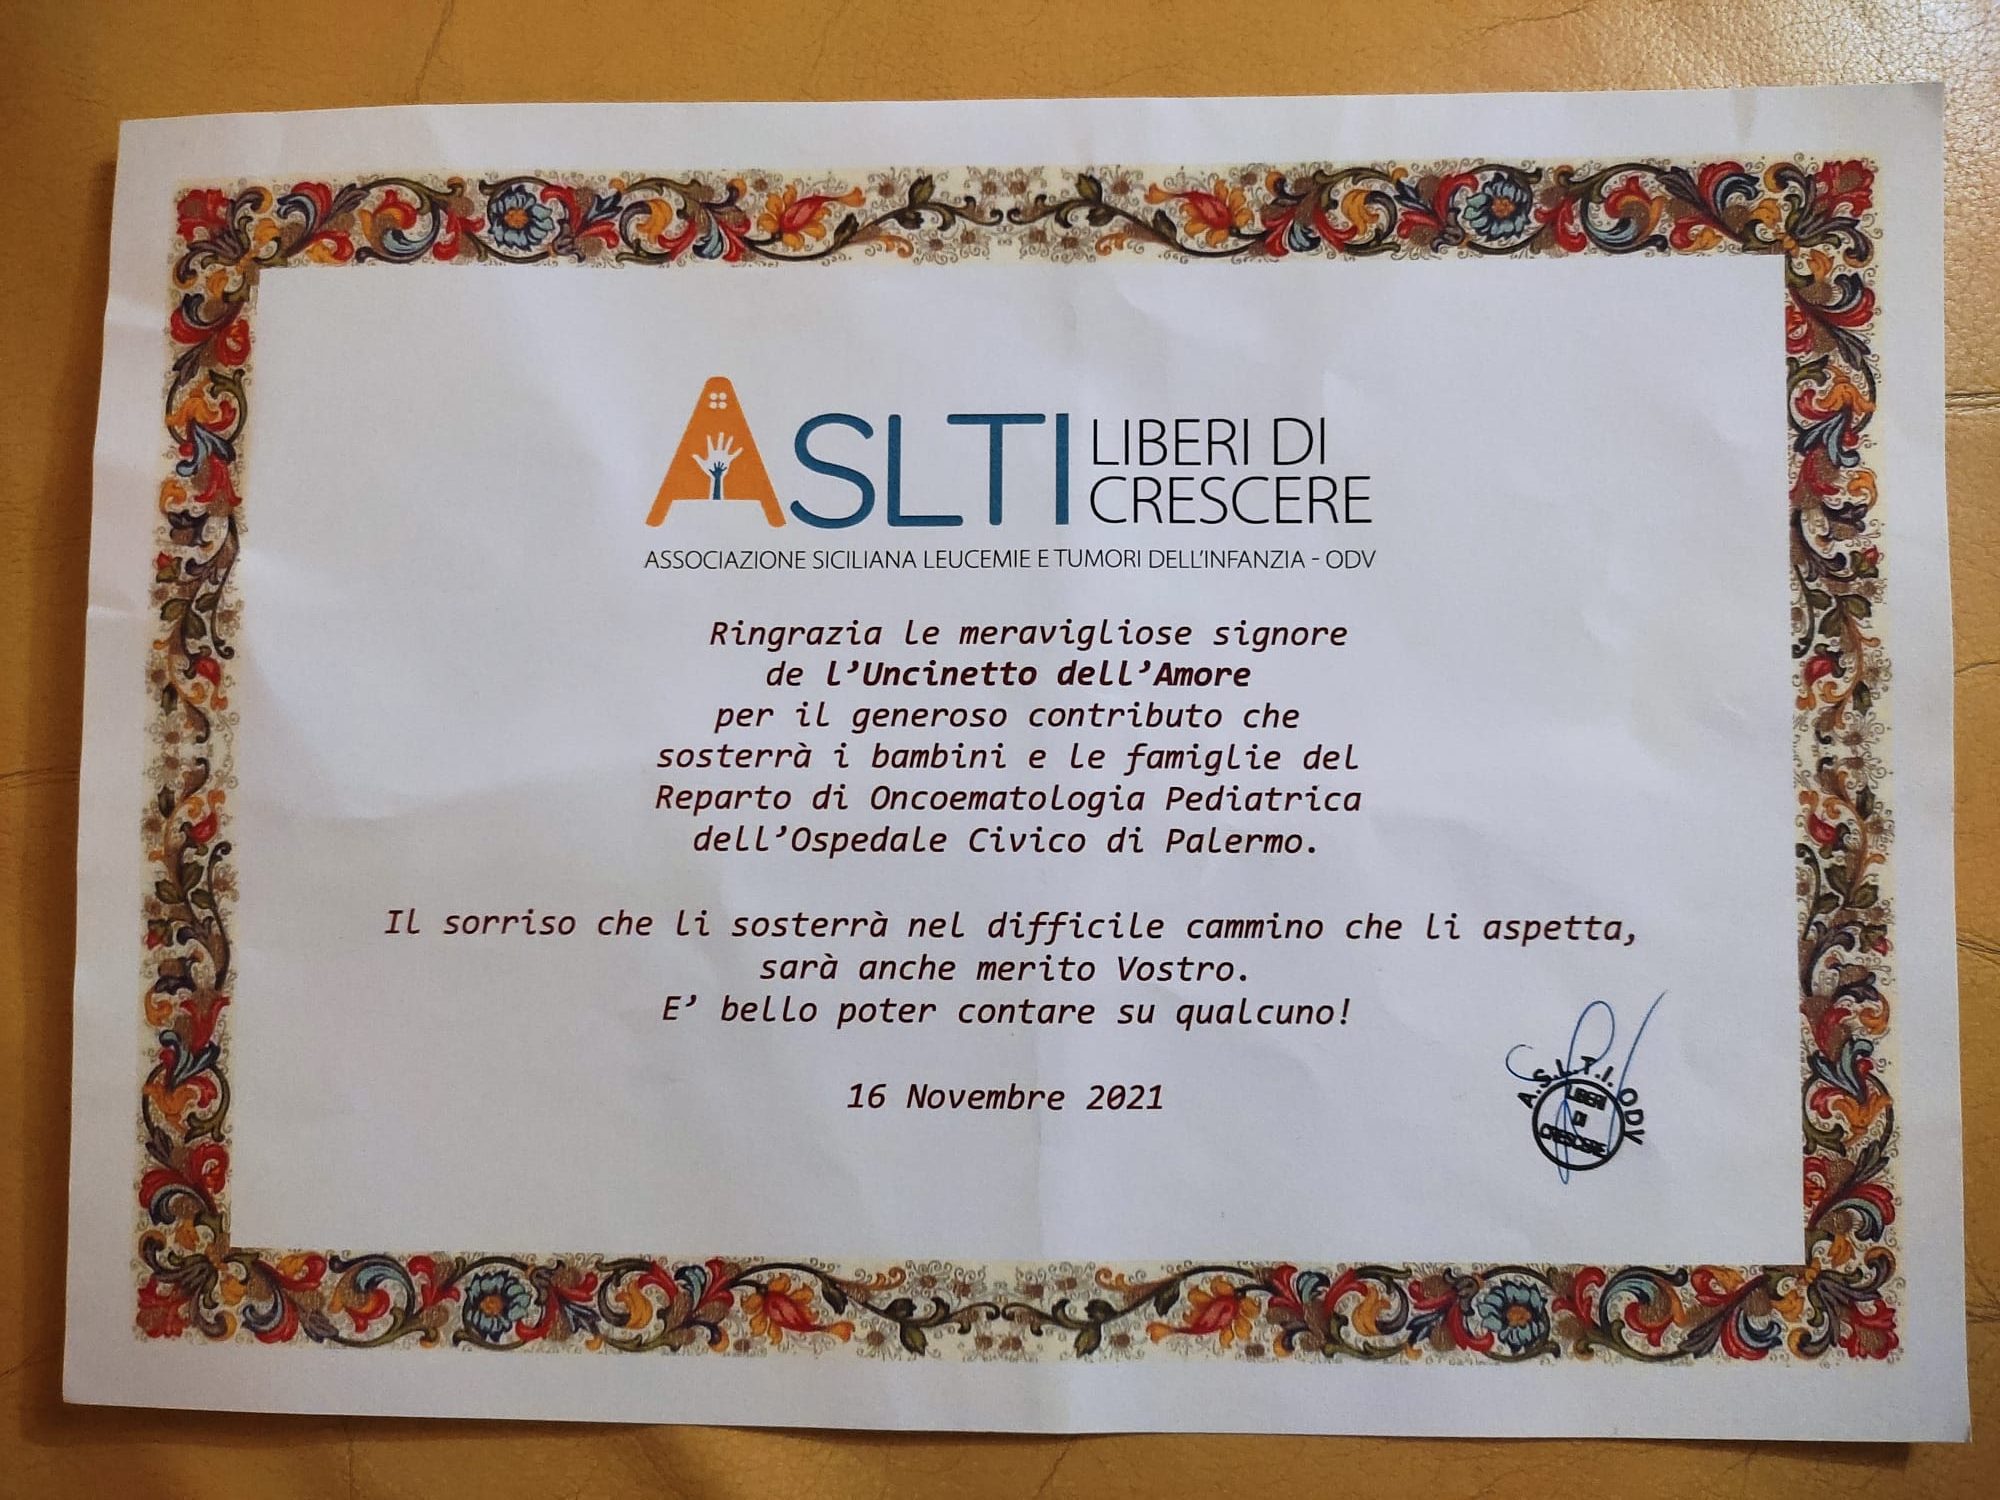 ASLTI LIBERI DI
CRESCERE
ASSOCIAZIONE SICILIANA LEUCEMIE E TUMORI DELL'INFANZIA - ODV
Ringrazia le meravigliose signore
de l'Uncinetto dell'Amore
per il generoso contributo che
sosterrà i bambini e le famiglie del
Reparto di Oncoematologia Pediatrica
dell'Ospedale Civico di Palermo.
Il sorriso che li sosterrà nel difficile cammino che li aspetta,
sarà anche merito Vostro.
E' bello poter contare su qualcuno!
16 Novembre 2021
A.S.L.T.I. ODV
LIBERI
DI
CRESCERE